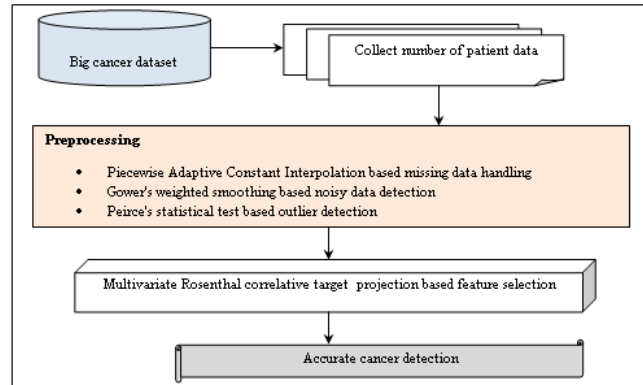 Big cancer dataset
Collect number of patient data
Preprocessing
• Piecewise Adaptive Constant Interpolation based missing data handling
• Gower's weighted smoothing based noisy data detection
• Peirce's statistical test based outlier detection
Multivariate Rosenthal correlative target projection based feature selection
Accurate cancer detection